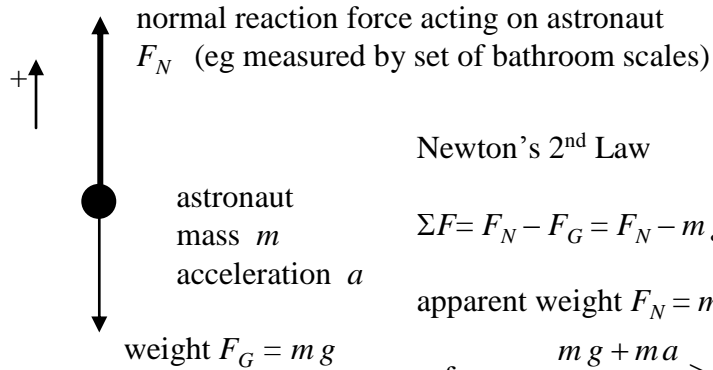 normal reaction force acting on astronaut
F_N (eg measured by set of bathroom scales)
+
Newton's 2nd Law
astronaut
mass m
acceleration a
ΣF= F_N – F_G = F_N – m
apparent weight F_N = m
weight F_G = m g
m g + m a